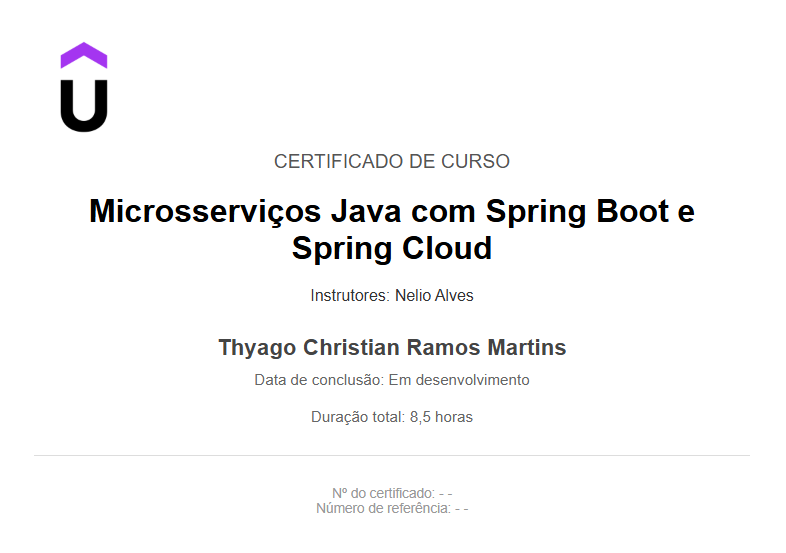 CERTIFICADO DE CURSO
Microsserviços Java com Spring Boot e
Spring Cloud
Instrutores: Nelio Alves
Thyago Christian Ramos Martins
Data de conclusão: Em desenvolvimento
Duração total: 8,5 horas
Nº do certificado: - -
Número de referência: - -